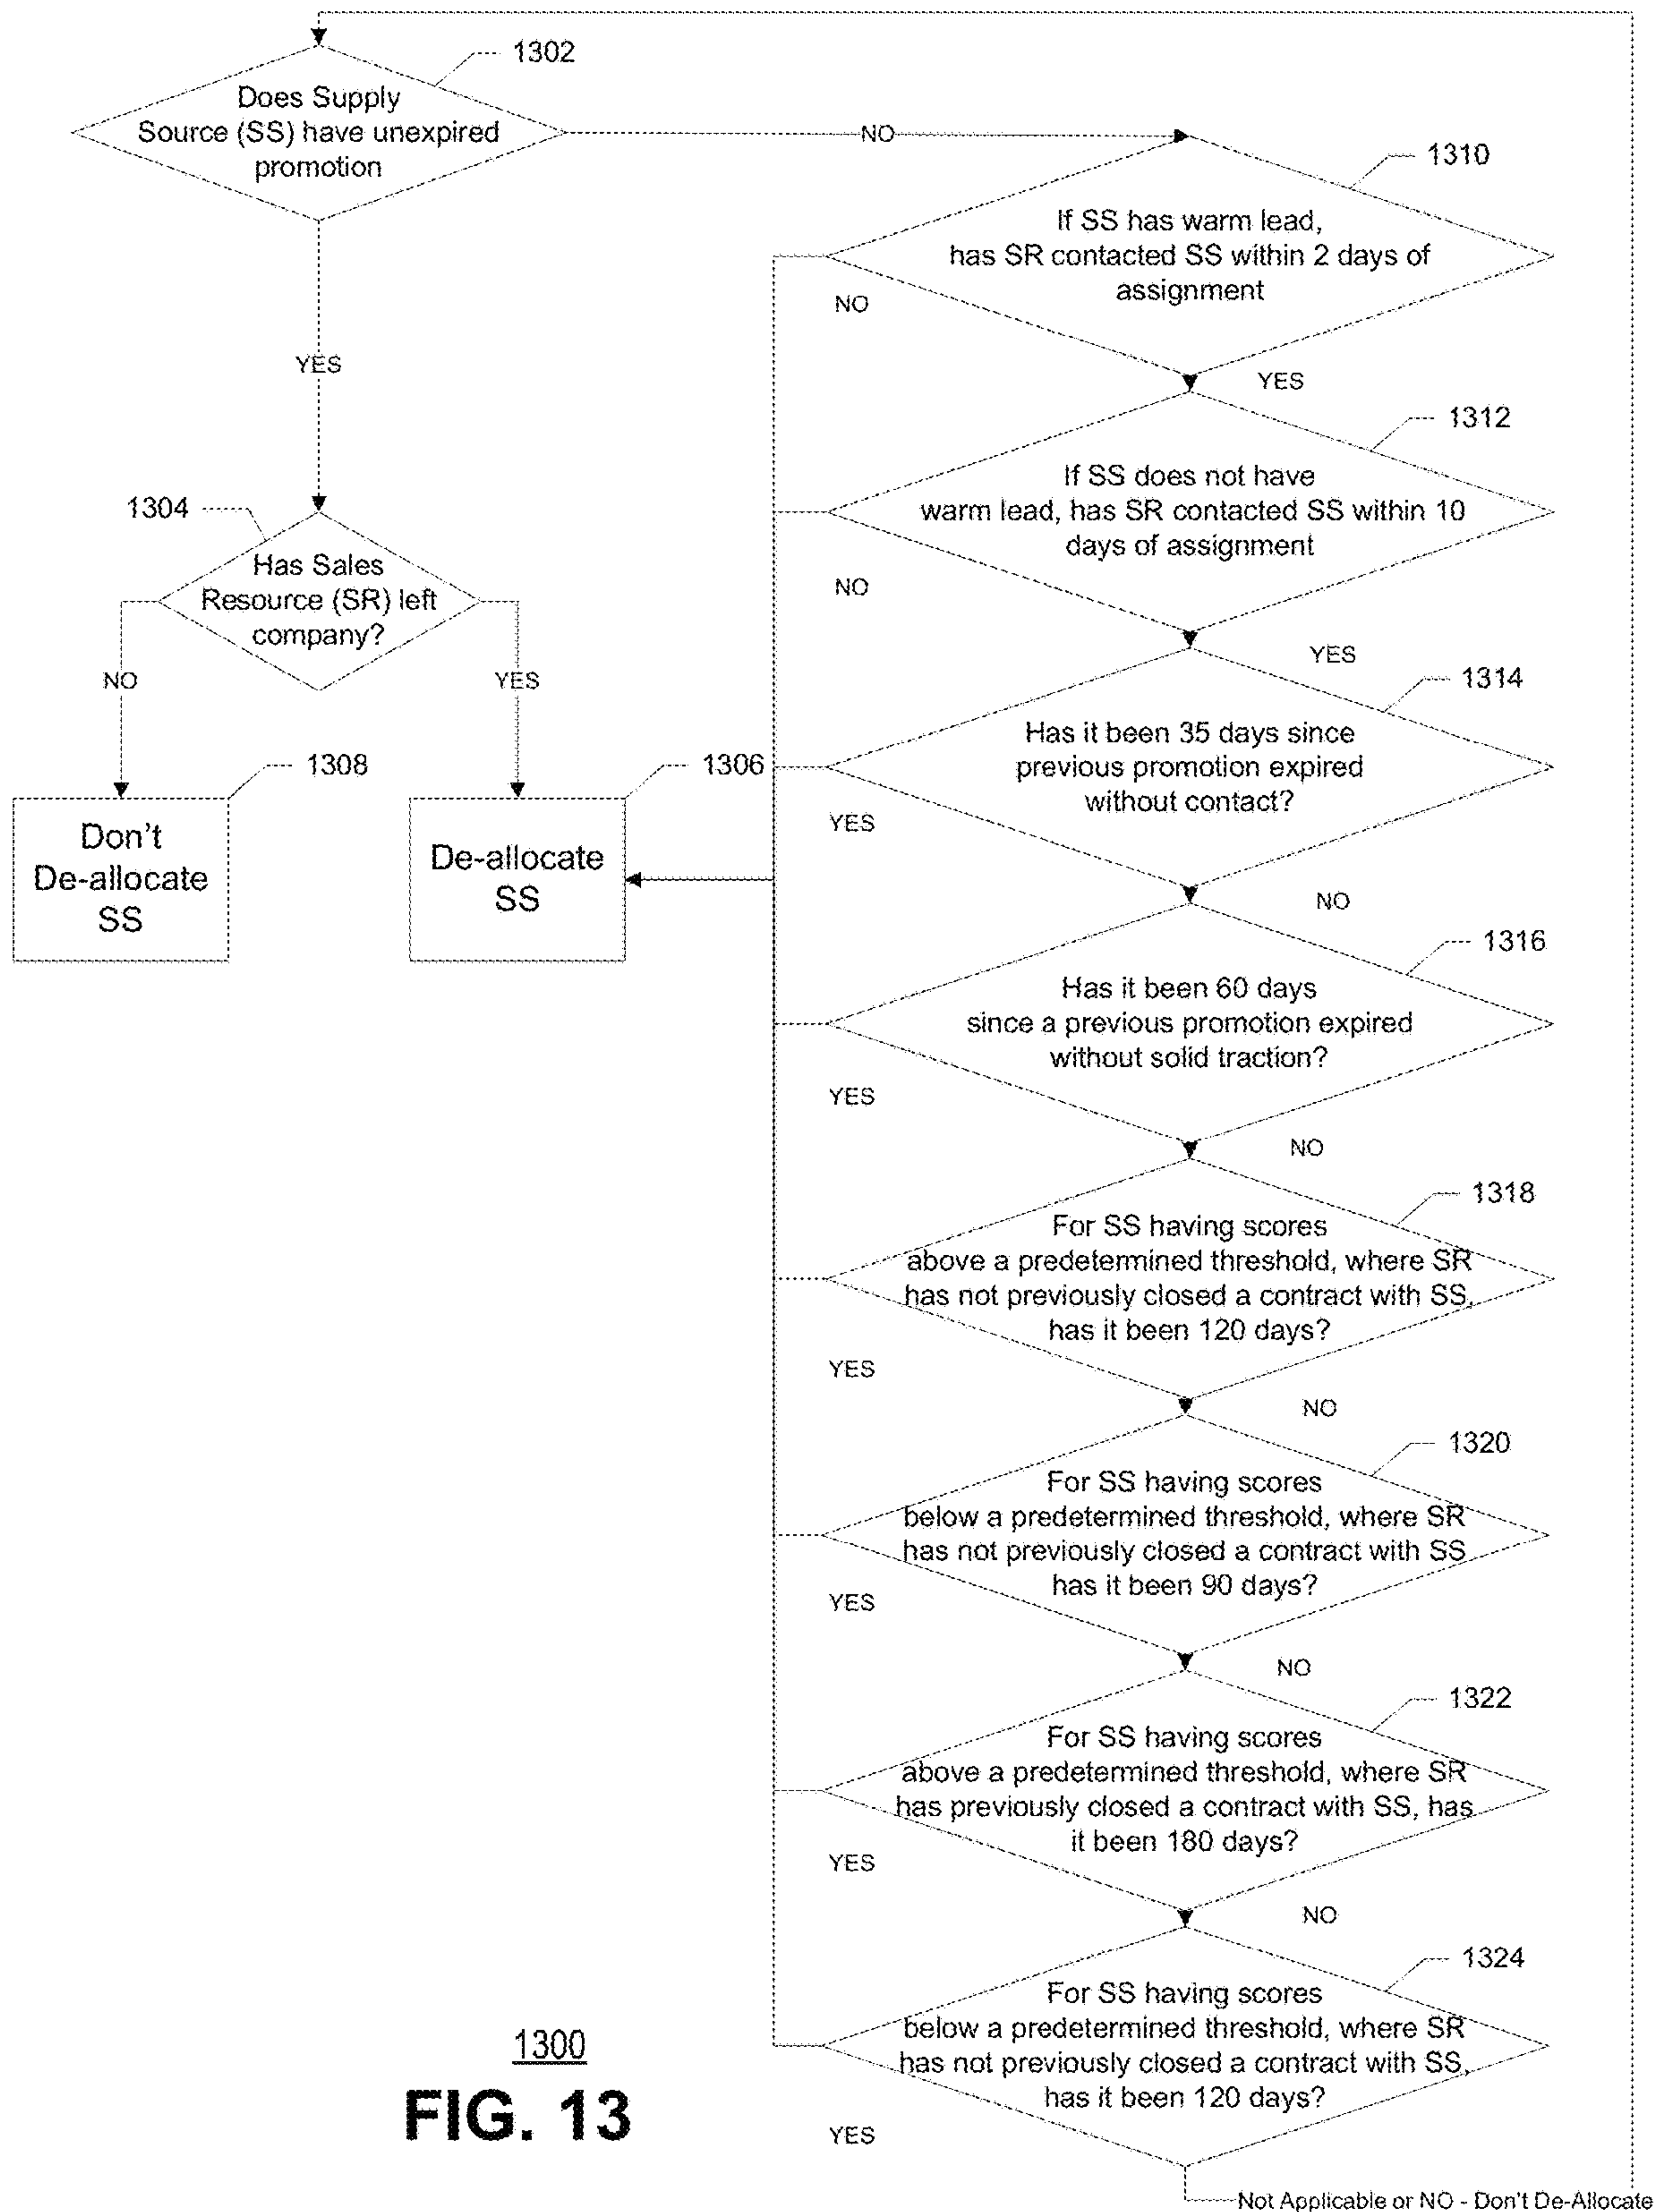 1302
Does Supply
Source (SS) have unexpired
promotion
NO
1310
If SS has warm lead,
has SR contacted SS within 2 days of
assignment
NO
YES
YES
1312
If SS does not have
warm lead, has SR contacted SS within 10
days of assignment
NO
YES
1304
Has Sales
Resource (SR) left
company?
NO
YES
1308
Don't
De-allocate
SS
1306
De-allocate
SS
1314
Has it been 35 days since
previous promotion expired
without contact?
YES
NO
1316
Has it been 60 days
since a previous promotion expired
without solid traction?
YES
NO
1318
For SS having scores
above a predetermined threshold, where SR
has not previously closed a contract with SS,
has it been 120 days?
YES
NO
1320
For SS having scores
below a predetermined threshold, where SR
has not previously closed a contract with SS
has it been 90 days?
YES
NO
1322
For SS having scores
above a predetermined threshold, where SR
has previously closed a contract with SS, has
it been 180 days?
YES
NO
1324
For SS having scores
below a predetermined threshold, where SR
has not previously closed a contract with SS,
has it been 120 days?
YES
Not Applicable or NO - Don't De-Allocate
1300
FIG. 13